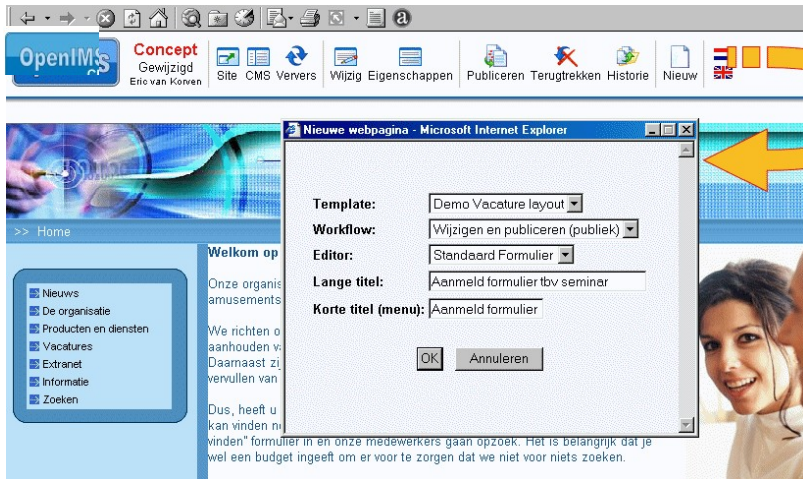 OpenIMS
Concept
Gewijzigd
Eric van Korven
Site CMS Ververs Wijzig Eigenschappen Publiceren Terugtrekken Historie Nieuw
Nieuwe webpagina - Microsoft Internet Explorer
Template: Demo Vacature layout
Workflow: Wijzigen en publiceren (publiek)
Editor: Standaard Formulier
Lange titel: Aanmeld formulier tbv seminar
Korte titel (menu): Aanmeld formulier
OK Annuleren
>> Home
Nieuws
De organisatie
Producten en diensten
Vacatures
Extranet
Informatie
Zoeken
Welkom op
Onze organis
amusements
We richten o
aanhouden va
Daarnaast zij
vervullen van
Dus, heeft u
kan vinden n
vinden" formulier in en onze medewerkers gaan opzoek. Het is belangrijk dat je
wel een budget ingeeft om er voor te zorgen dat we niet voor niets zoeken.